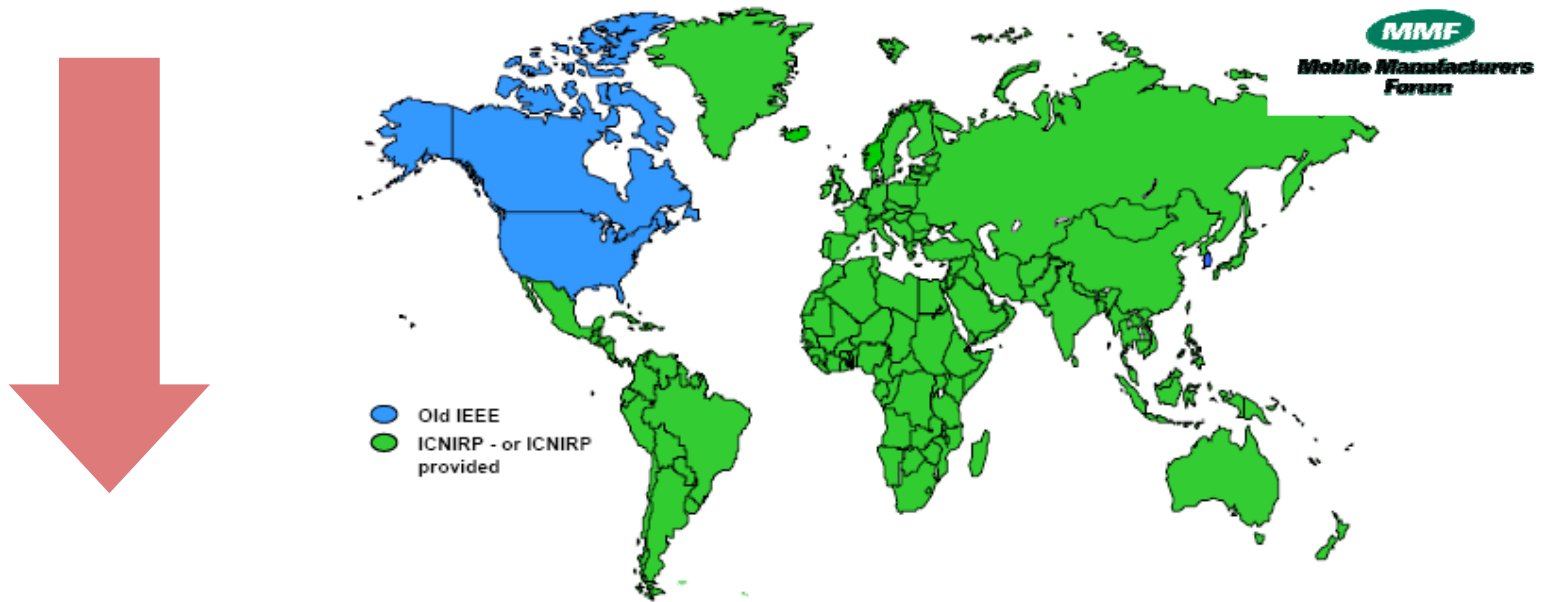 MMF
Mobile Manufacturers
Forum
Old IEEE
ICNIRP - or ICNIRP
provided